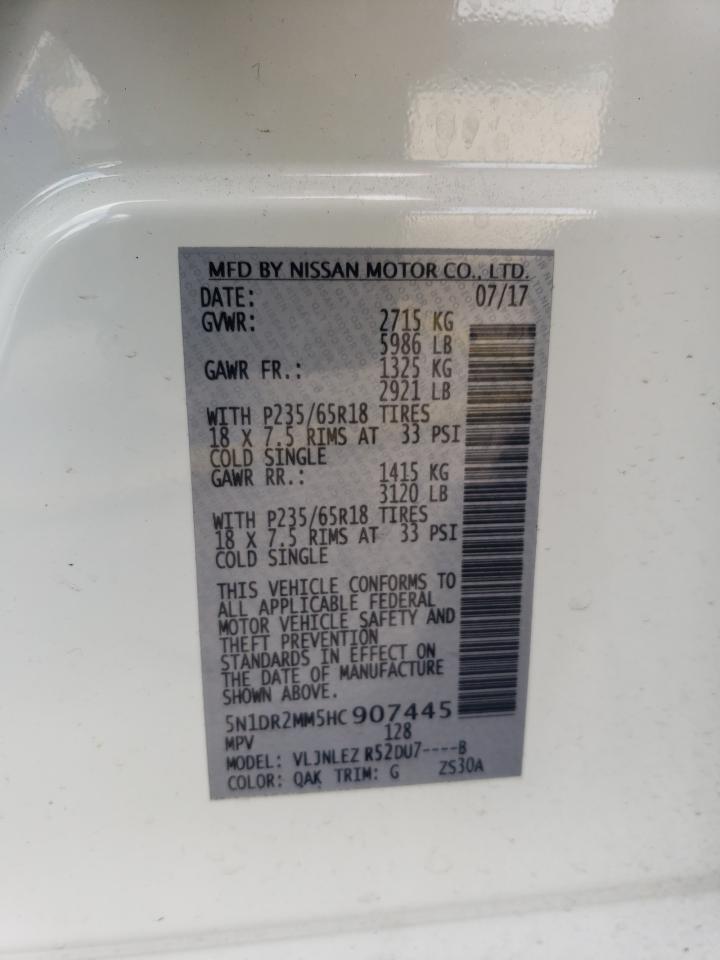 MFD BY NISSAN MOTOR CO., LTD.
DATE: 07/17
GVWR: 2715 KG
5986 LB
GAWR FR.: 1325 KG
2921 LB
WITH P235/65R18 TIRES
18 X 7.5 RIMS AT 33 PSI
COLD SINGLE
GAWR RR.: 1415 KG
3120 LB
WITH P235/65R18 TIRES
18 X 7.5 RIMS AT 33 PSI
COLD SINGLE
THIS VEHICLE CONFORMS TO
ALL APPLICABLE FEDERAL
MOTOR VEHICLE SAFETY AND
THEFT PREVENTION
STANDARDS IN EFFECT ON
THE DATE OF MANUFACTURE
SHOWN ABOVE.
5N1DR2MM5HC 907445
MPV 128
MODEL: VLJNLEZ R52DU7----B
COLOR: QAK TRIM: G ZS30A